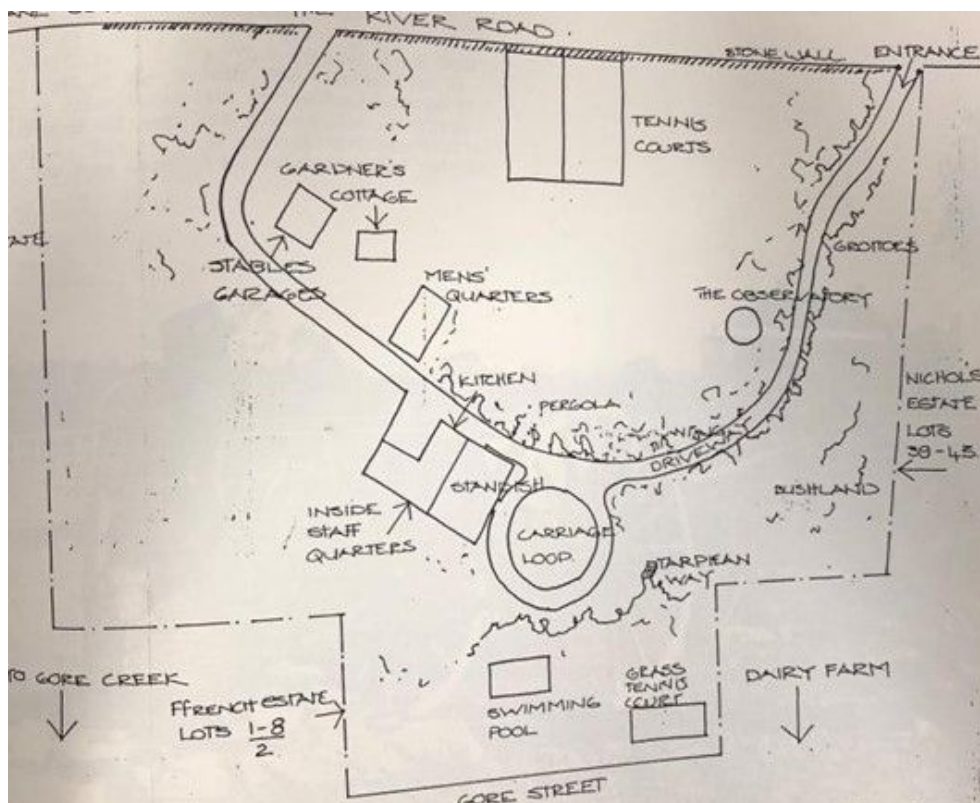 THE RIVER ROAD.
STONE WALL
ENTRANCE
TENNIS
COURTS
GARDNER'S
COTTAGE
STABLES
GARAGES
GROTTOES
MENS'
QUARTERS
THE OBSERVATORY
KITCHEN
PERGOLA
DRIVEWAY
NICHOLS
ESTATE
LOTS
39-43.
STANDISH
BUSHLAND
INSIDE
STAFF
QUARTERS
CARRIAGE
LOOP.
TARPIEAN
WAY
TO GORE CREEK
FFRENCH ESTATE
LOTS 1-8
2
SWIMMING
POOL
GRASS
TENNIS
COURT
DAIRY FARM
GORE STREET